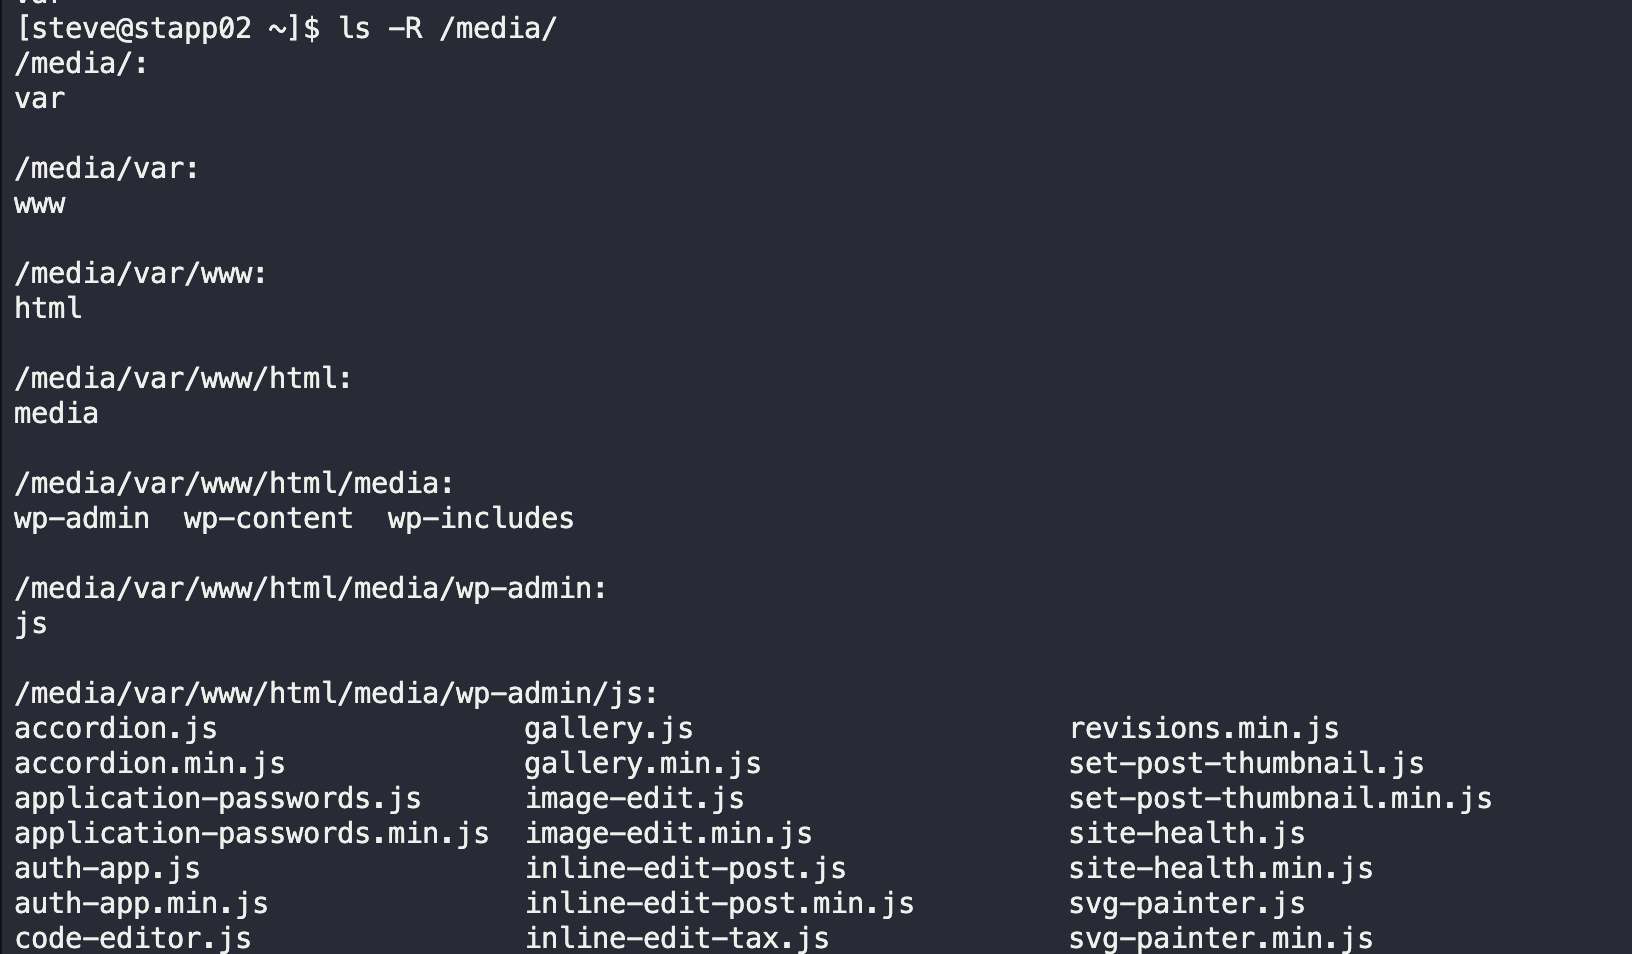 [steve@stapp02 ~]$ ls -R /media/
/media/:
var
/media/var:
www
/media/var/www:
html
/media/var/www/html:
media
/media/var/www/html/media:
wp-admin  wp-content  wp-includes
/media/var/www/html/media/wp-admin:
js
/media/var/www/html/media/wp-admin/js:
accordion.js                  gallery.js                      revisions.min.js
accordion.min.js              gallery.min.js                  set-post-thumbnail.js
application-passwords.js      image-edit.js                   set-post-thumbnail.min.js
application-passwords.min.js  image-edit.min.js               site-health.js
auth-app.js                   inline-edit-post.js             site-health.min.js
auth-app.min.js               inline-edit-post.min.js         svg-painter.js
code-editor.js                inline-edit-tax.js              svg-painter.min.js